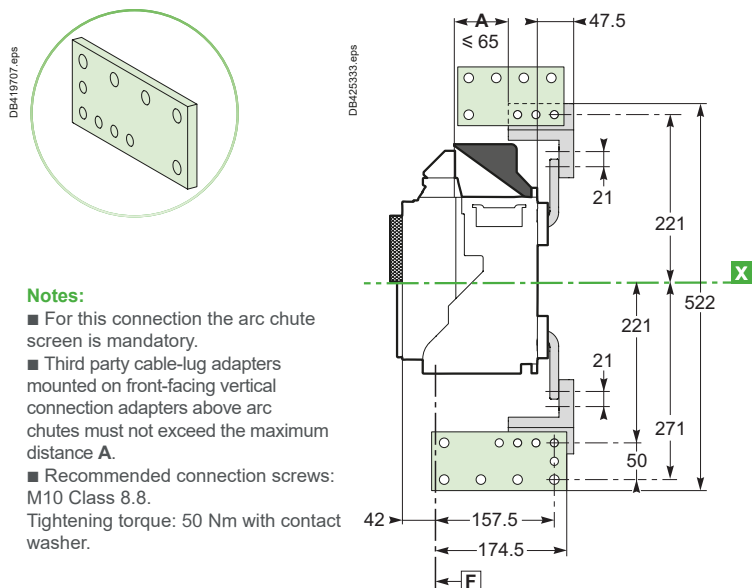 DB419707.eps
DB425333.eps
A
≤ 65
47.5
21
221
X
522
221
21
271
50
42
157.5
174.5
F
Notes:
■ For this connection the arc chute
screen is mandatory.
■ Third party cable-lug adapters
mounted on front-facing vertical
connection adapters above arc
chutes must not exceed the maximum
distance A.
■ Recommended connection screws:
M10 Class 8.8.
Tightening torque: 50 Nm with contact
washer.